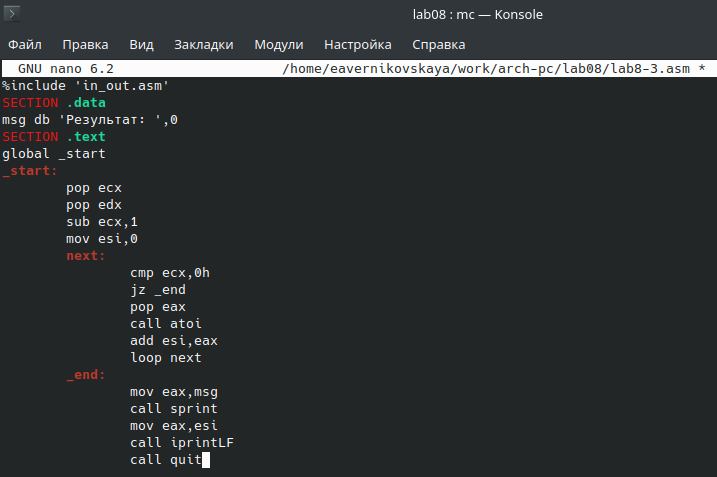 lab08 : mc — Konsole
Файл Правка Вид Закладки Модули Настройка Справка
GNU nano 6.2 /home/eavernikovskaya/work/arch-pc/lab08/lab8-3.asm *
%include 'in_out.asm'
SECTION .data
msg db 'Результат: ',0
SECTION .text
global _start
_start:
pop ecx
pop edx
sub ecx,1
mov esi,0
next:
cmp ecx,0h
jz _end
pop eax
call atoi
add esi,eax
loop next
_end:
mov eax,msg
call sprint
mov eax,esi
call iprintLF
call quit